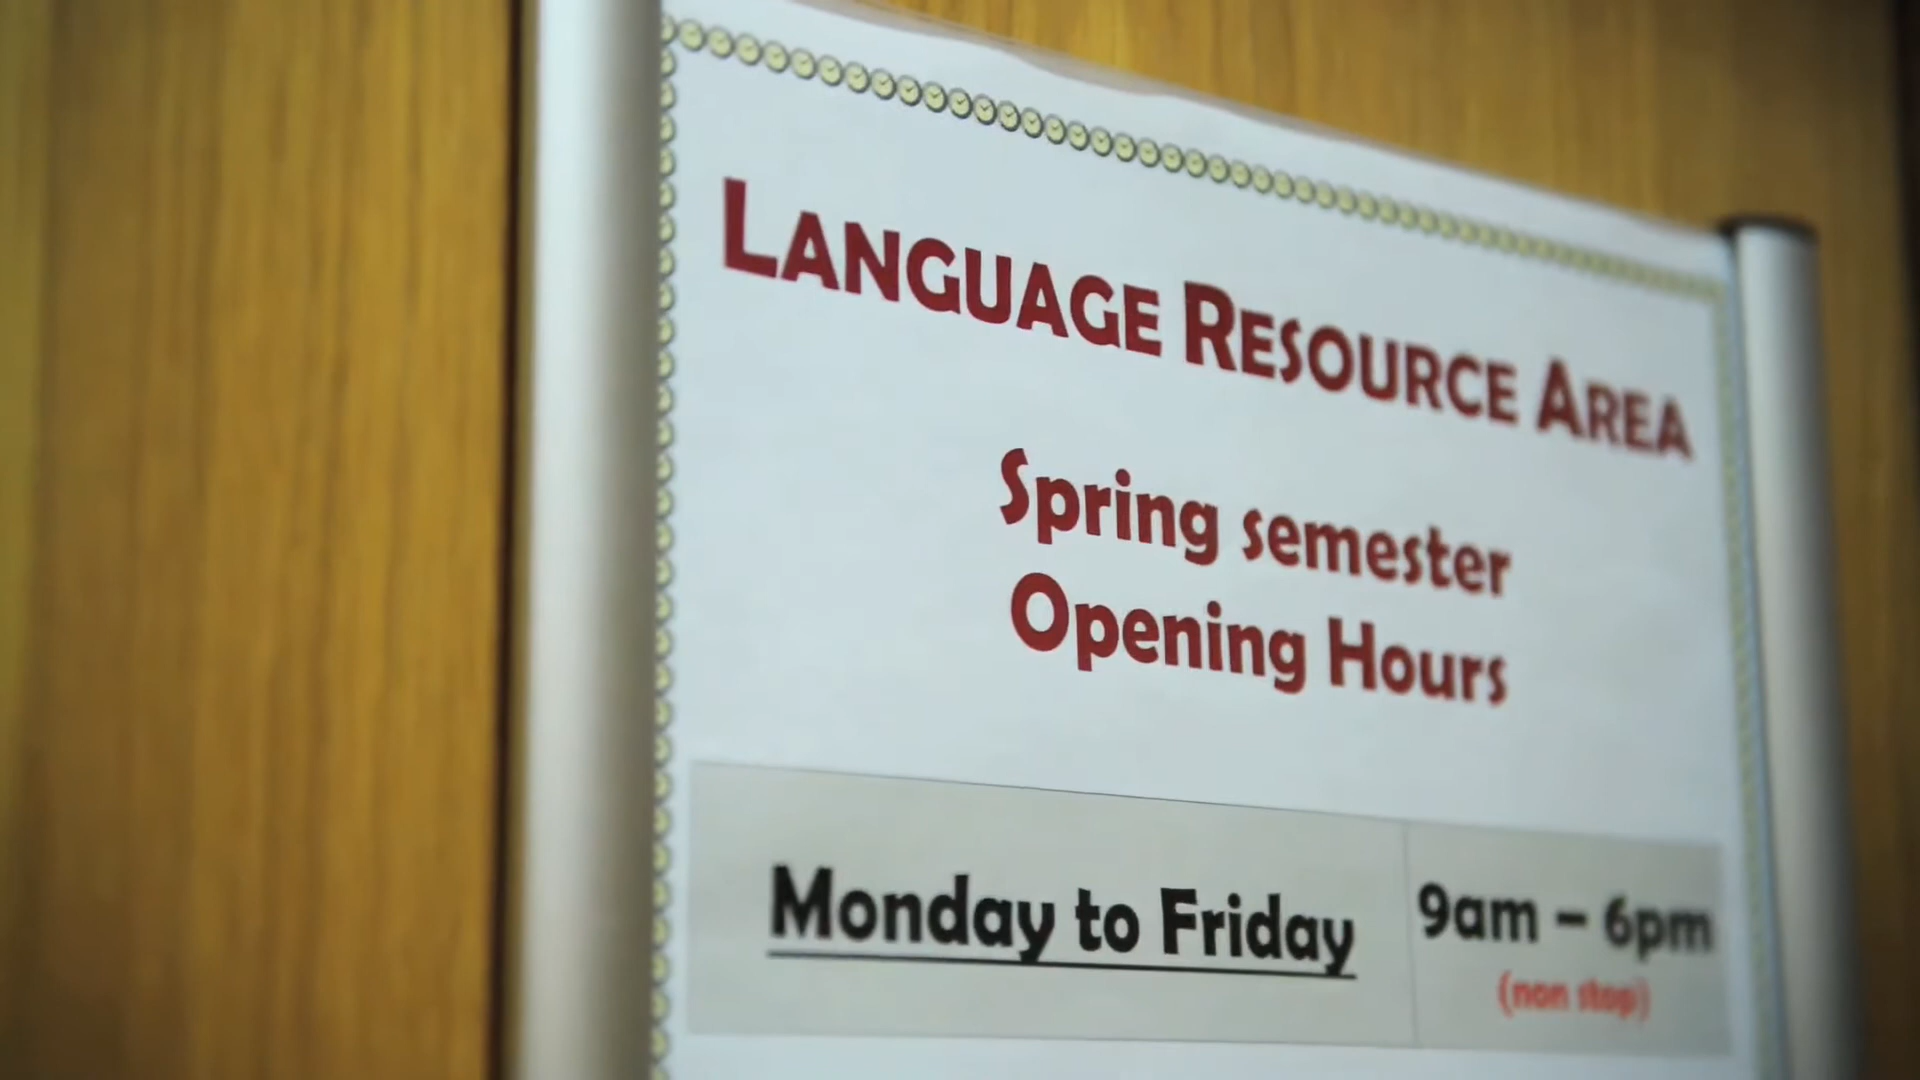 LANGUAGE RESOURCE AREA
Spring semester
Opening Hours
Monday to Friday
9am – 6pm
(non stop)